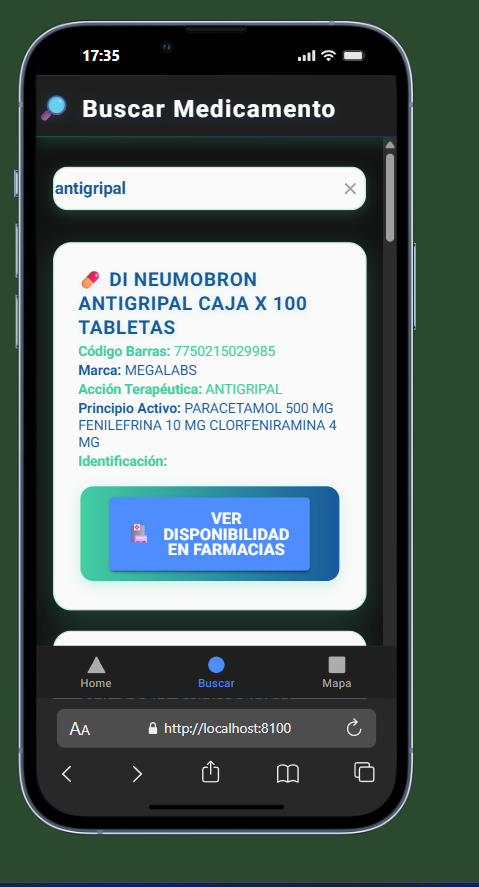 17:35
Buscar Medicamento
antigripal
DI NEUMOBRON
ANTIGRIPAL CAJA X 100
TABLETAS
Código Barras: 7750215029985
Marca: MEGALABS
Acción Terapéutica: ANTIGRIPAL
Principio Activo: PARACETAMOL 500 MG
FENILEFRINA 10 MG CLORFENIRAMINA 4
MG
Identificación:
VER
DISPONIBILIDAD
EN FARMACIAS
Home
Buscar
Mapa
AA
http://localhost:8100